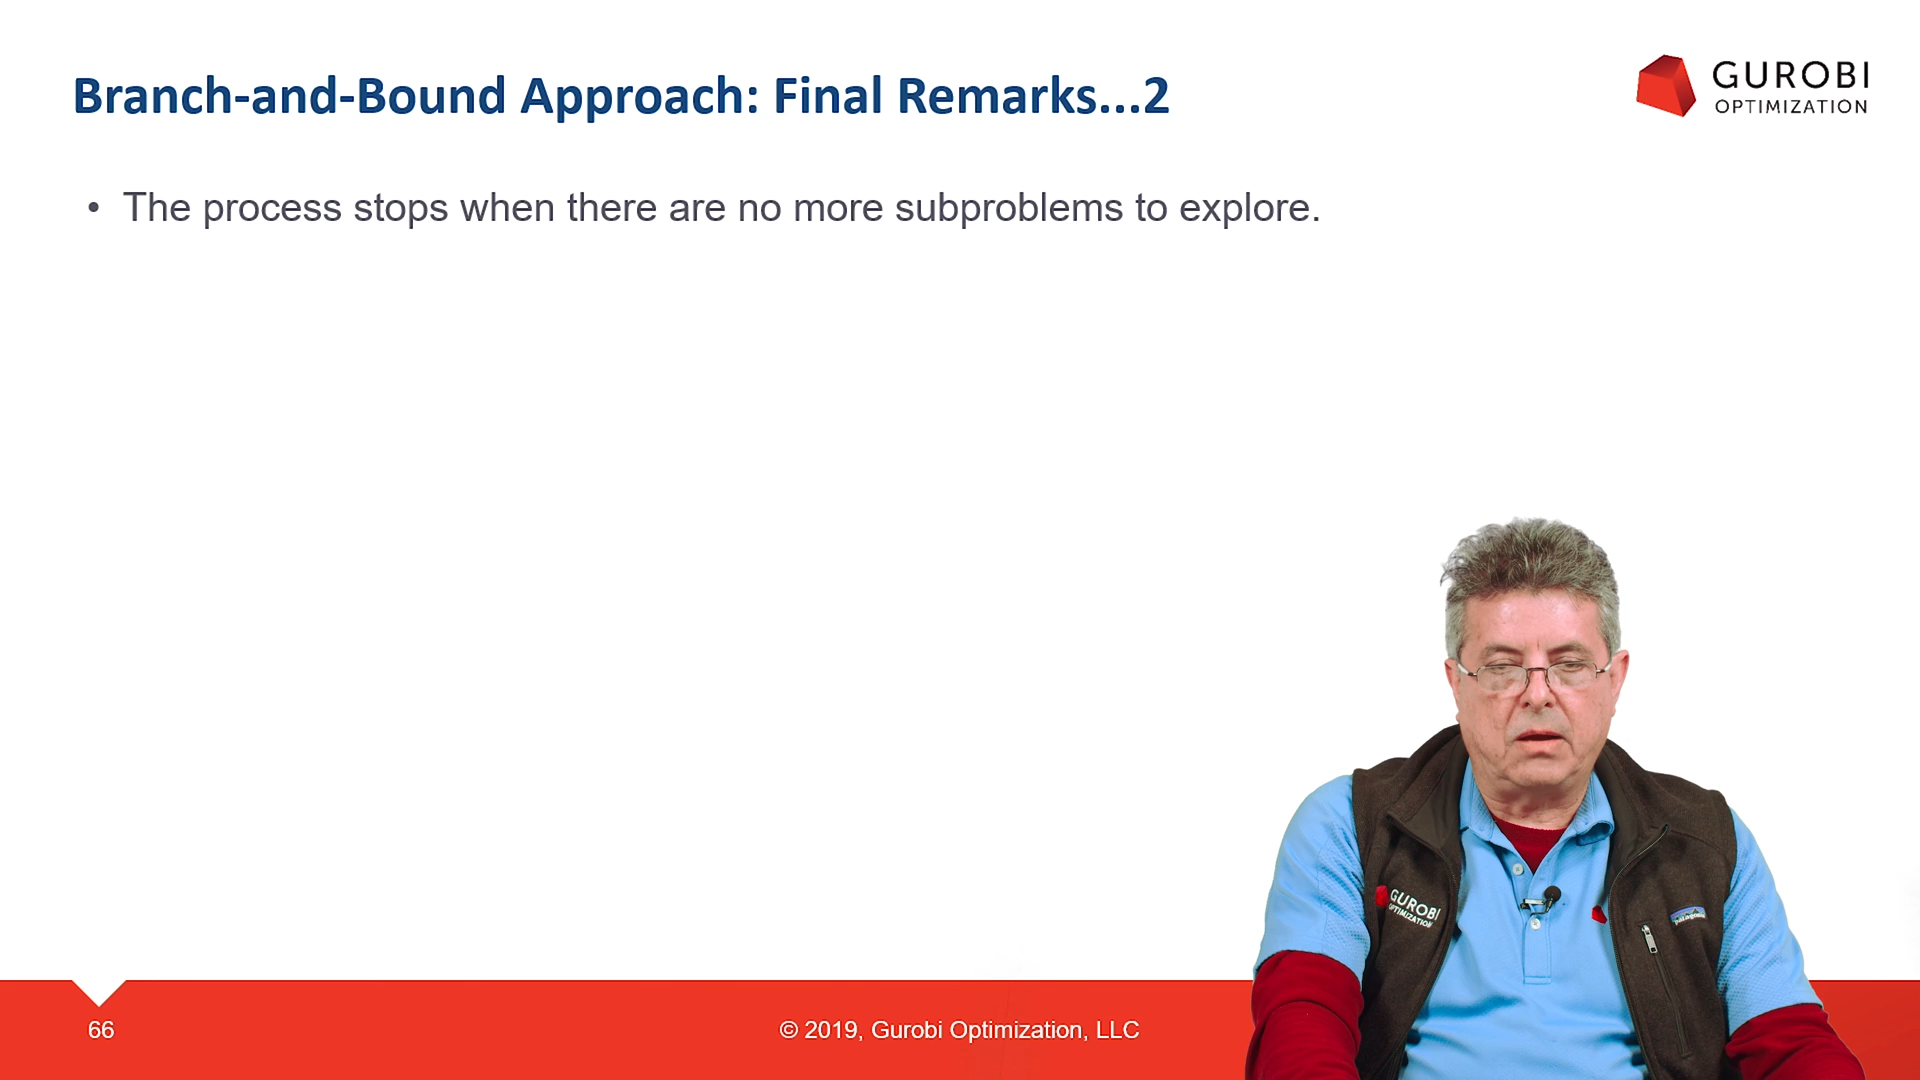 Branch-and-Bound Approach: Final Remarks...2
GUROBI
OPTIMIZATION
• The process stops when there are no more subproblems to explore.
GUROBI
OPTIMIZATION
patagonia
66
© 2019, Gurobi Optimization, LLC